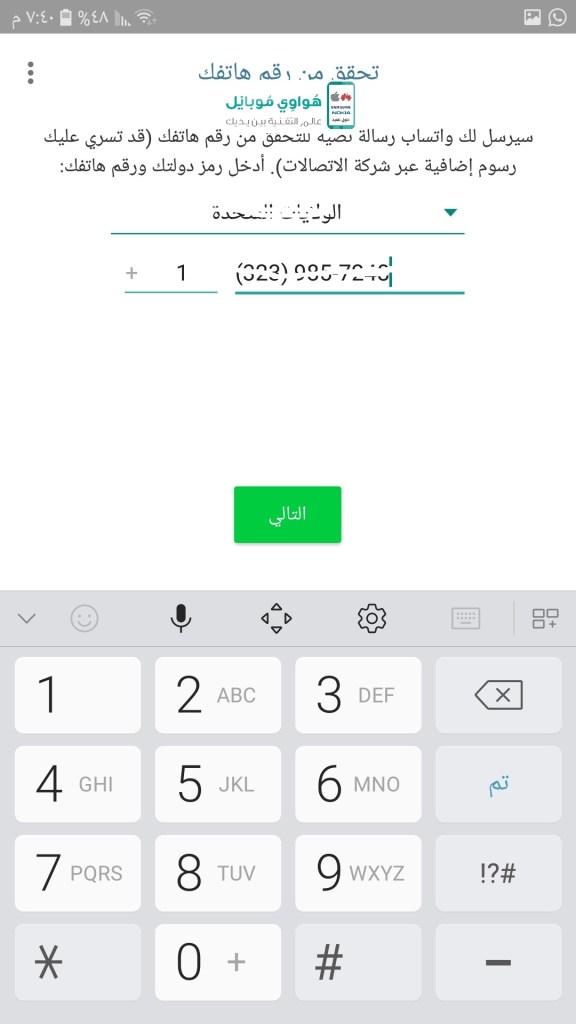 ٧:٤٠ م
٤٨%
تحقق من رقم هاتفك
هواوي موبايل
عالم التقنية بين يديك
سيرسل لك واتساب رسالة نصية للتحقق من رقم هاتفك (قد تسري عليك
رسوم إضافية عبر شركة الاتصالات). أدخل رمز دولتك ورقم هاتفك:
الولايات المتحدة
+ 1 (323) 985-7243
التالي
1 2 ABC 3 DEF
4 GHI 5 JKL 6 MNO تم
7 PQRS 8 TUV 9 WXYZ !?#
* 0 + # -